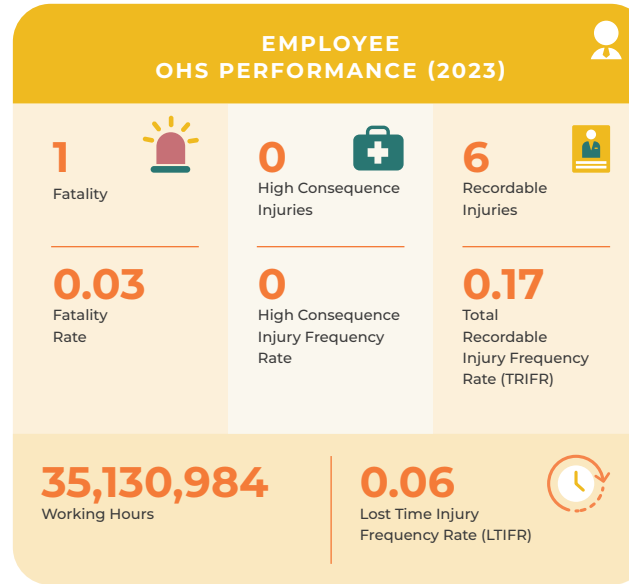 EMPLOYEE
OHS PERFORMANCE (2023)
1
Fatality
0
High Consequence
Injuries
6
Recordable
Injuries
0.03
Fatality
Rate
0
High Consequence
Injury Frequency
Rate
0.17
Total
Recordable
Injury Frequency
Rate (TRIFR)
35,130,984
Working Hours
0.06
Lost Time Injury
Frequency Rate (LTIFR)